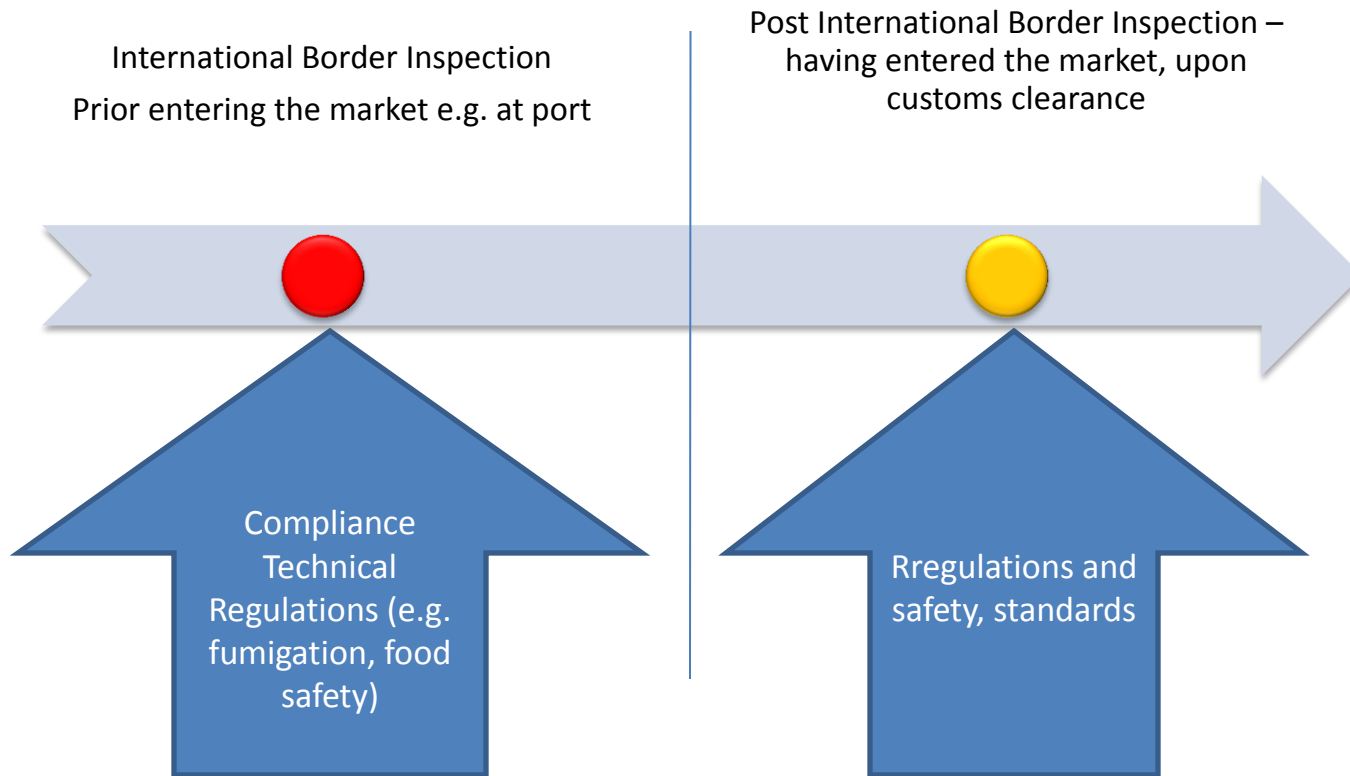 International Border Inspection
Prior entering the market e.g. at port
Post International Border Inspection –
having entered the market, upon
customs clearance
Compliance
Technical
Regulations (e.g.
fumigation, food
safety)
Rregulations and
safety, standards